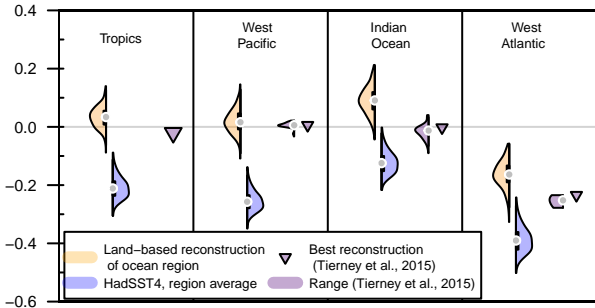 0.4
0.2
0.0
−0.2
−0.4
−0.6
Tropics
West
Pacific
Indian
Ocean
West
Atlantic
Land−based reconstruction
of ocean region
HadSST4, region average
Best reconstruction
(Tierney et al., 2015)
Range (Tierney et al., 2015)